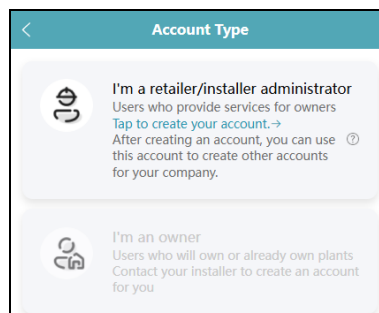 Account Type
I'm a retailer/installer administrator
Users who provide services for owners
Tap to create your account.→
After creating an account, you can use ?
this account to create other accounts
for your company.
I'm an owner
Users who will own or already own plants
Contact your installer to create an account
for you